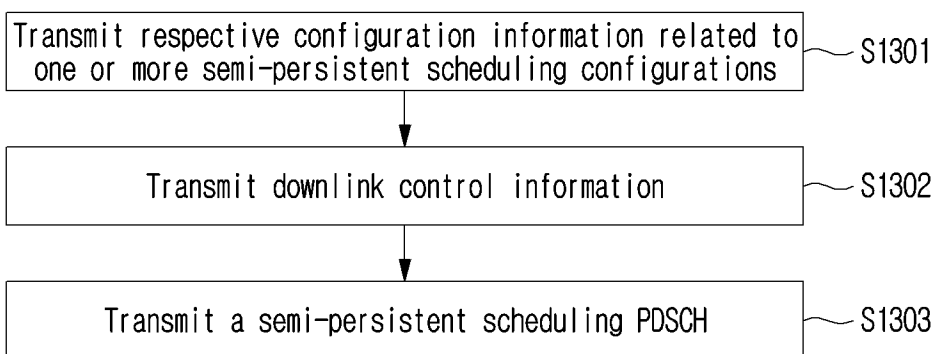 Transmit respective configuration information related to
one or more semi-persistent scheduling configurations
S1301
Transmit downlink control information
S1302
Transmit a semi-persistent scheduling PDSCH
S1303